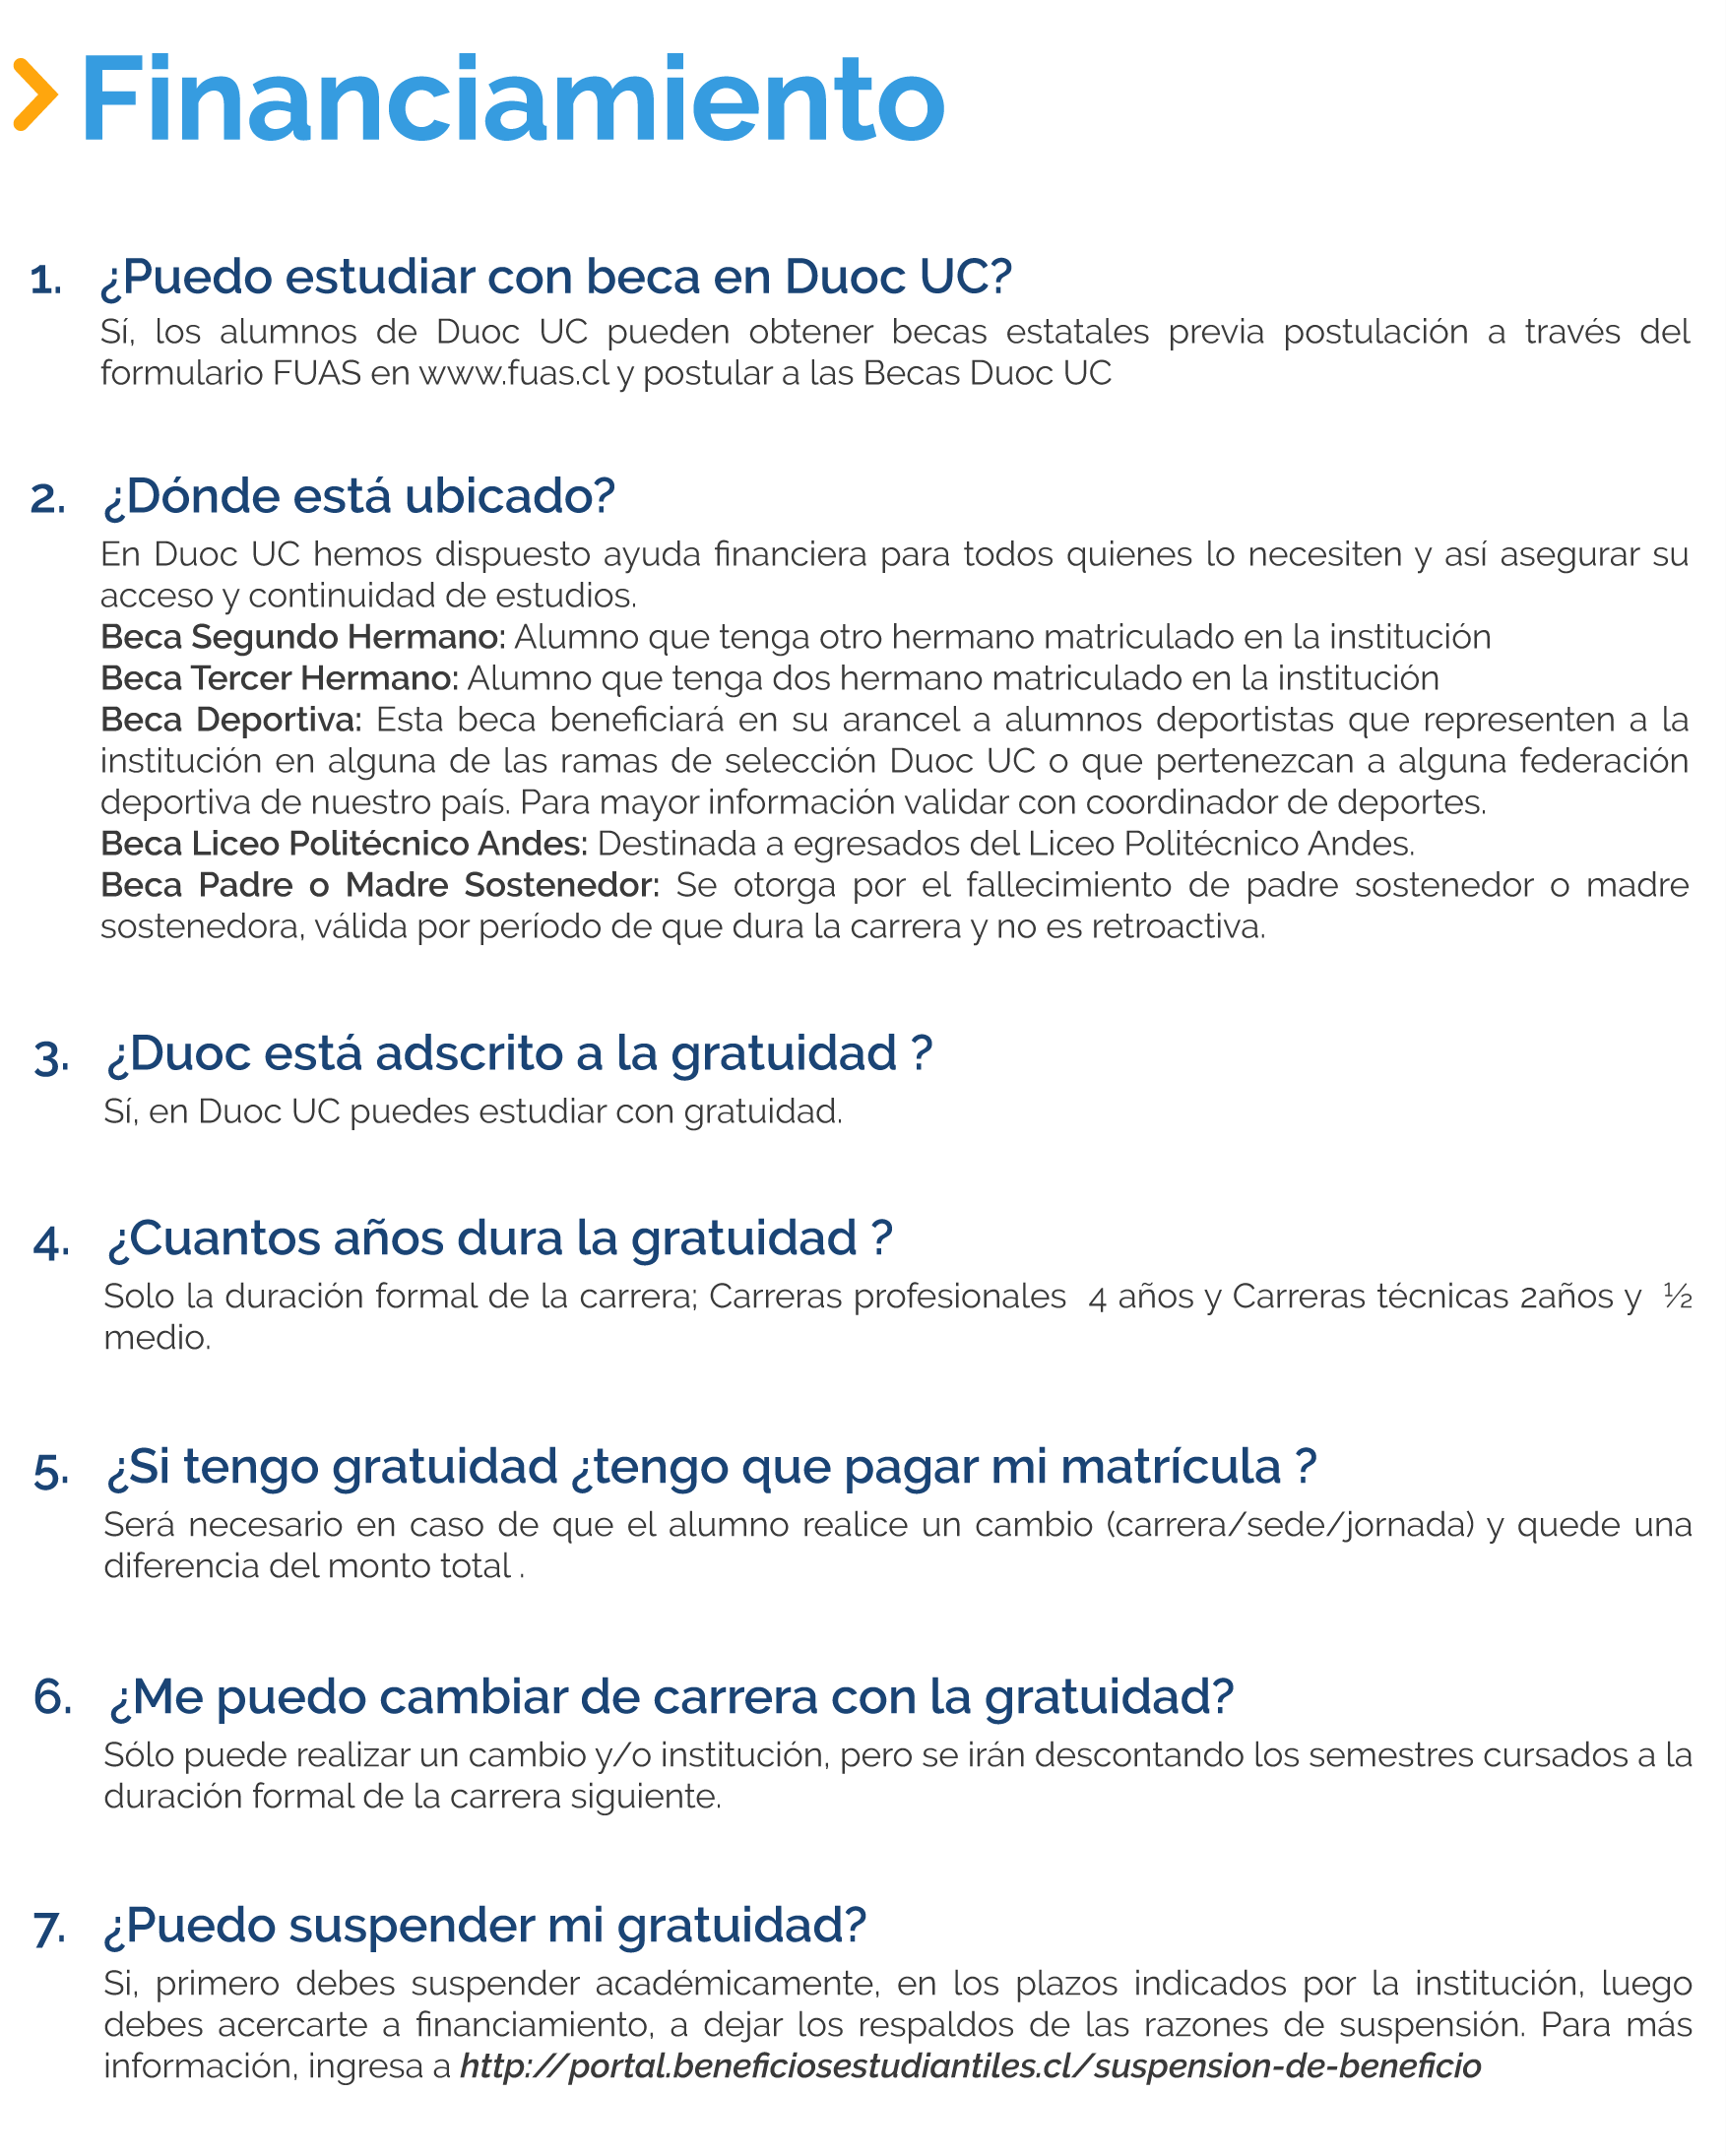 Financiamiento
1. ¿Puedo estudiar con beca en Duoc UC?
Sí, los alumnos de Duoc UC pueden obtener becas estatales previa postulación a través del
formulario FUAS en www.fuas.cl y postular a las Becas Duoc UC
2. ¿Dónde está ubicado?
En Duoc UC hemos dispuesto ayuda financiera para todos quienes lo necesiten y así asegurar su
acceso y continuidad de estudios.
Beca Segundo Hermano: Alumno que tenga otro hermano matriculado en la institución
Beca Tercer Hermano: Alumno que tenga dos hermano matriculado en la institución
Beca Deportiva: Esta beca beneficiará en su arancel a alumnos deportistas que representen a la
institución en alguna de las ramas de selección Duoc UC o que pertenezcan a alguna federación
deportiva de nuestro país. Para mayor información validar con coordinador de deportes.
Beca Liceo Politécnico Andes: Destinada a egresados del Liceo Politécnico Andes.
Beca Padre o Madre Sostenedor: Se otorga por el fallecimiento de padre sostenedor o madre
sostenedora, válida por período de que dura la carrera y no es retroactiva.
3. ¿Duoc está adscrito a la gratuidad ?
Sí, en Duoc UC puedes estudiar con gratuidad.
4. ¿Cuantos años dura la gratuidad ?
Solo la duración formal de la carrera; Carreras profesionales 4 años y Carreras técnicas 2años y ½
medio.
5. ¿Si tengo gratuidad ¿tengo que pagar mi matrícula ?
Será necesario en caso de que el alumno realice un cambio (carrera/sede/jornada) y quede una
diferencia del monto total .
6. ¿Me puedo cambiar de carrera con la gratuidad?
Sólo puede realizar un cambio y/o institución, pero se irán descontando los semestres cursados a la
duración formal de la carrera siguiente.
7. ¿Puedo suspender mi gratuidad?
Si, primero debes suspender académicamente, en los plazos indicados por la institución, luego
debes acercarte a financiamiento, a dejar los respaldos de las razones de suspensión. Para más
información, ingresa a http://portal.beneficiosestudiantiles.cl/suspension-de-beneficio